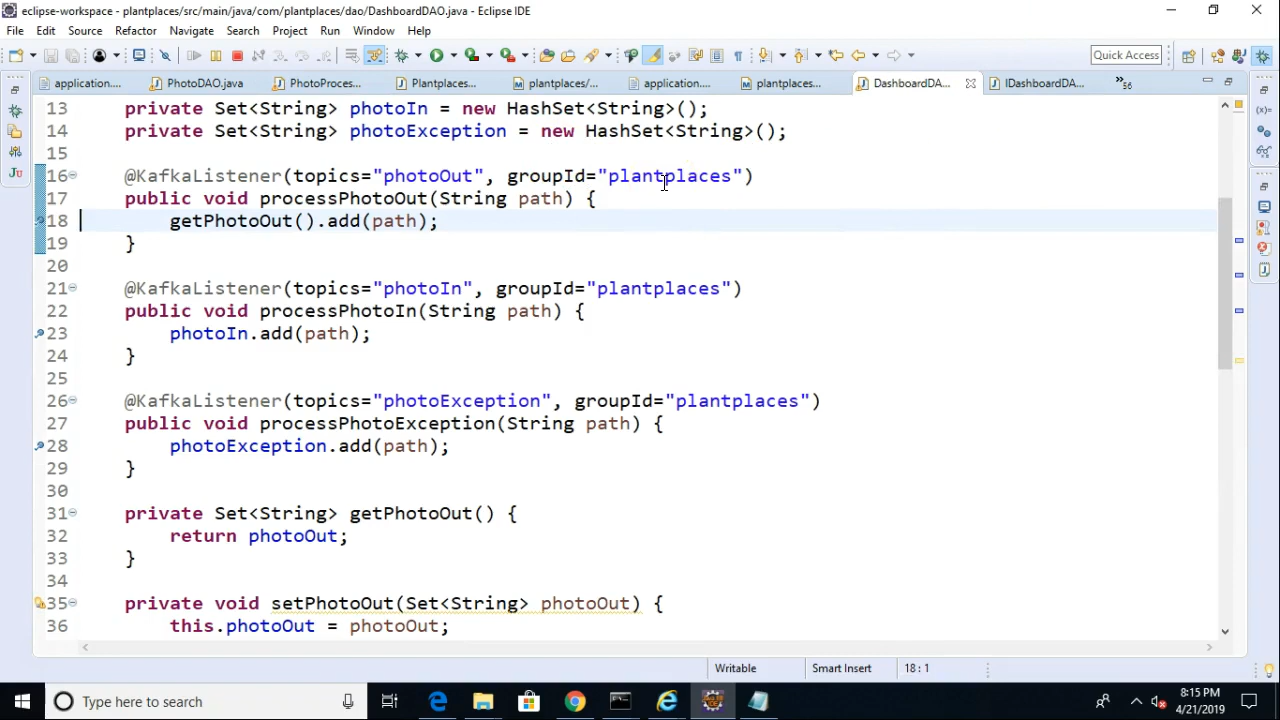 eclipse-workspace - plantplaces/src/main/java/com/plantplaces/dao/DashboardDAO.java - Eclipse IDE
File Edit Source Refactor Navigate Search Project Run Window Help
Quick Access
application.... PhotoDAO.java PhotoProces... Plantplaces... plantplaces/... application.... plantplaces... DashboardDA... IDashboardDA... »56
13 private Set<String> photoIn = new HashSet<String>();
14 private Set<String> photoException = new HashSet<String>();
15
16 @KafkaListener(topics="photoOut", groupId="plantplaces")
17 public void processPhotoOut(String path) {
18 getPhotoOut().add(path);
19 }
20
21 @KafkaListener(topics="photoIn", groupId="plantplaces")
22 public void processPhotoIn(String path) {
23 photoIn.add(path);
24 }
25
26 @KafkaListener(topics="photoException", groupId="plantplaces")
27 public void processPhotoException(String path) {
28 photoException.add(path);
29 }
30
31 private Set<String> getPhotoOut() {
32 return photoOut;
33 }
34
35 private void setPhotoOut(Set<String> photoOut) {
36 this.photoOut = photoOut;
Writable Smart Insert 18 : 1
Type here to search
8:15 PM
4/21/2019